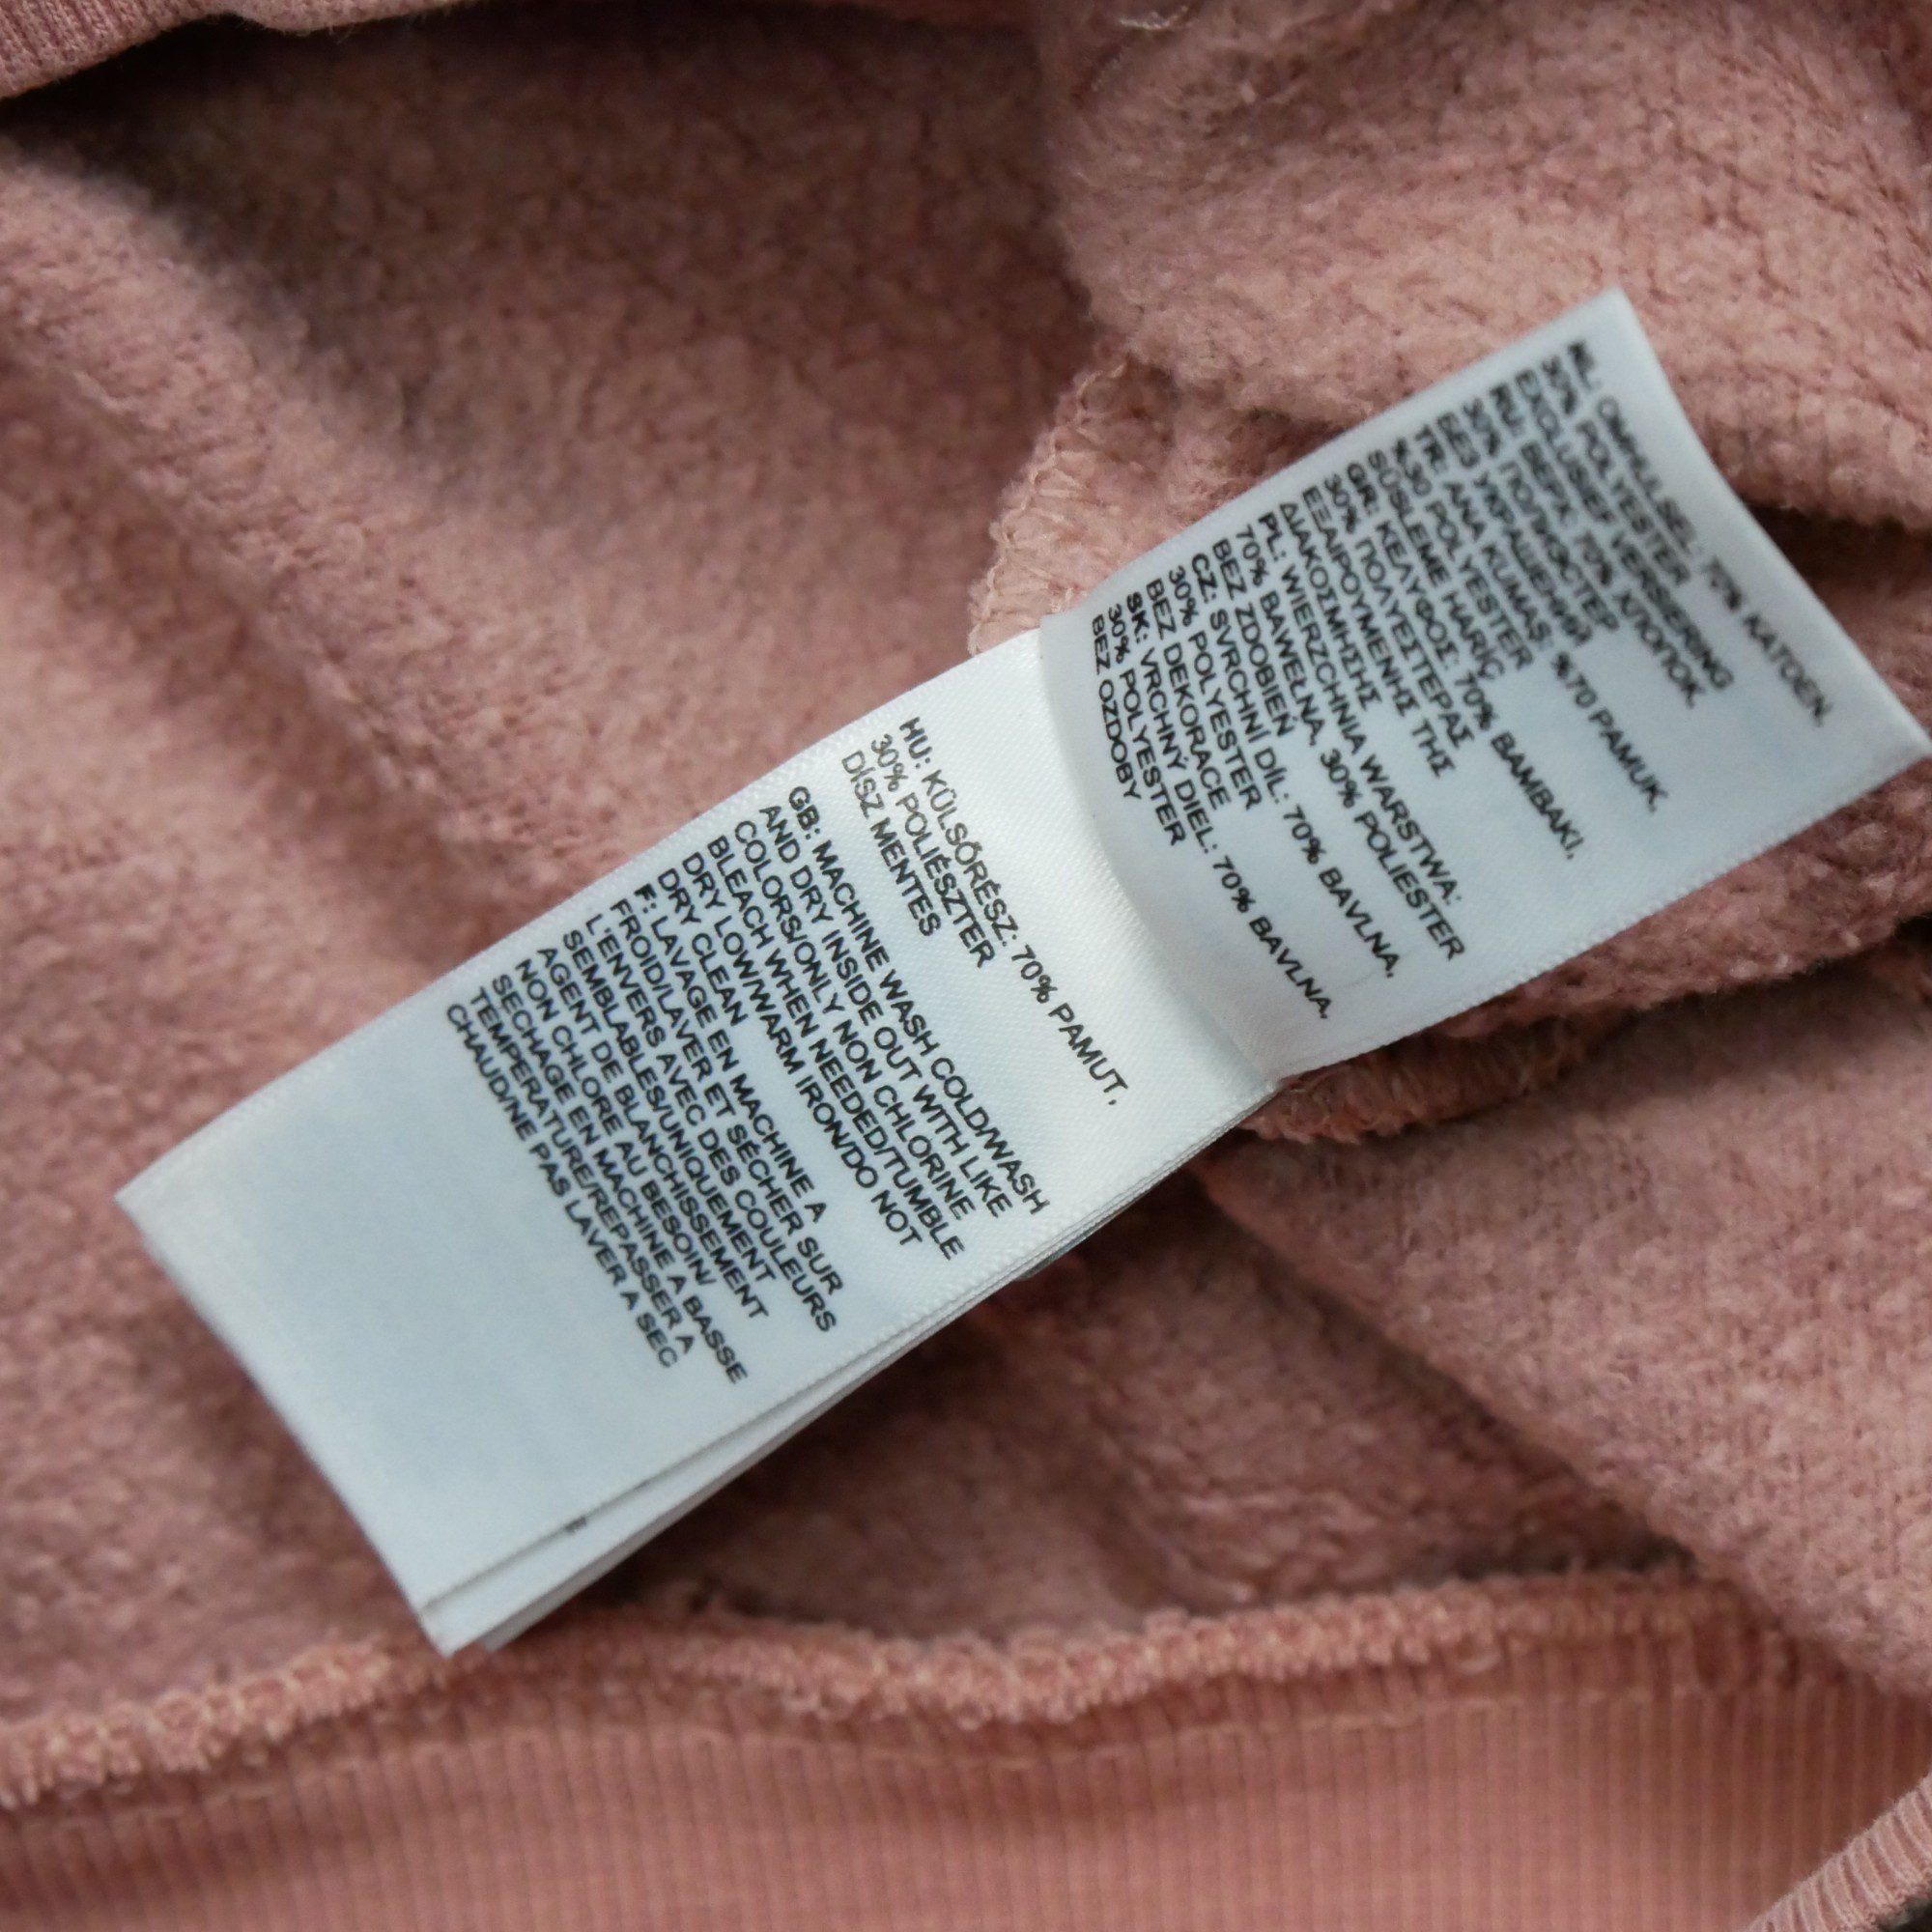 NL: OMHULSEL: 70% KATOEN,
30% POLYESTER
EXCLUSIEF VERSIERING
RU: ВЕРХ: 70% ХЛОПОК,
30% ПОЛИЭСТЕР
БЕЗ УКРАШЕНИЙ
TR: ANA KUMAŞ: %70 PAMUK,
%30 POLYESTER
SÜSLEME HARİÇ
GR: ΚΕΛΥΦΟΣ: 70% ΒΑΜΒΑΚΙ,
30% ΠΟΛΥΕΣΤΕΡΑΣ
ΕΞΑΙΡΟΥΜΕΝΗΣ ΤΗΣ
ΔΙΑΚΟΣΜΗΣΗΣ
PL: WIERZCHNIA WARSTWA:
70% BAWEŁNA, 30% POLIESTER
BEZ ZDOBIEŃ
CZ: SVRCHNÍ DÍL: 70% BAVLNA,
30% POLYESTER
BEZ DEKORACE
SK: VRCHNÝ DIEL: 70% BAVLNA,
30% POLYESTER
BEZ OZDOBY
HU: KÜLSŐRÉSZ: 70% PAMUT,
30% POLIÉSZTER
DÍSZ MENTES
GB: MACHINE WASH COLD/WASH
AND DRY INSIDE OUT WITH LIKE
COLORS/ONLY NON CHLORINE
BLEACH WHEN NEEDED/TUMBLE
DRY LOW/WARM IRON/DO NOT
DRY CLEAN
F: LAVAGE EN MACHINE A
FROID/LAVER ET SÉCHER SUR
L'ENVERS AVEC DES COULEURS
SEMBLABLES/UNIQUEMENT
AGENT DE BLANCHISSEMENT
NON CHLORE AU BESOIN/
SECHAGE EN MACHINE A BASSE
TEMPERATURE/REPASSER A
CHAUD/NE PAS LAVER A SEC